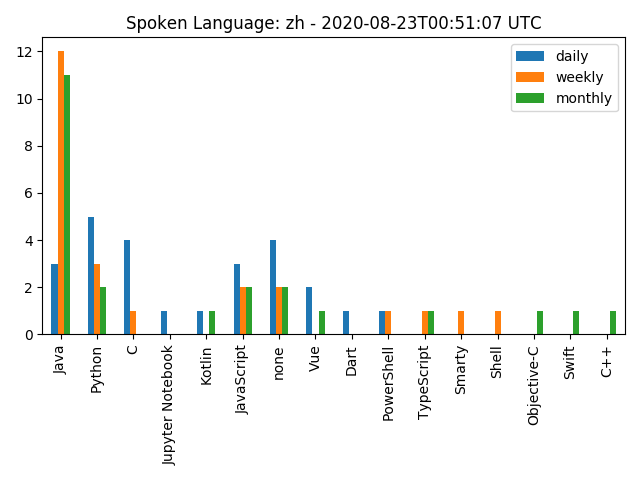 Spoken Language: zh - 2020-08-23T00:51:07 UTC
daily
weekly
monthly
12
10
8
6
4
2
0
Java
Python
C
Jupyter Notebook
Kotlin
JavaScript
none
Vue
Dart
PowerShell
TypeScript
Smarty
Shell
Objective-C
Swift
C++